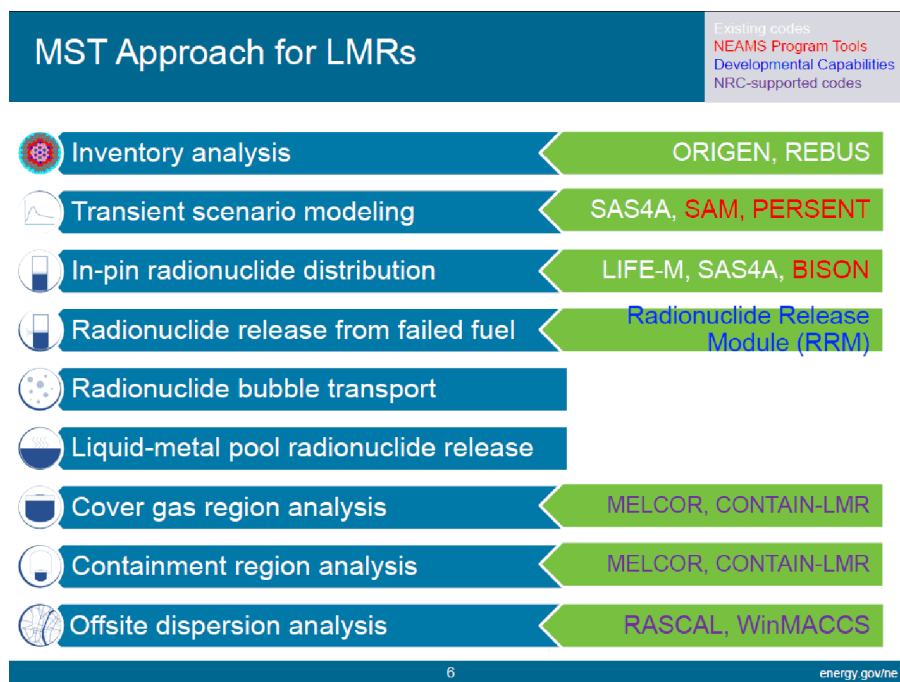 MST Approach for LMRs
Existing codes
NEAMS Program Tools
Developmental Capabilities
NRC-supported codes
Inventory analysis
ORIGEN, REBUS
Transient scenario modeling
SAS4A, SAM, PERSENT
In-pin radionuclide distribution
LIFE-M, SAS4A, BISON
Radionuclide release from failed fuel
Radionuclide Release
Module (RRM)
Radionuclide bubble transport
Liquid-metal pool radionuclide release
Cover gas region analysis
MELCOR, CONTAIN-LMR
Containment region analysis
MELCOR, CONTAIN-LMR
Offsite dispersion analysis
RASCAL, WinMACCS
6
energy.gov/ne